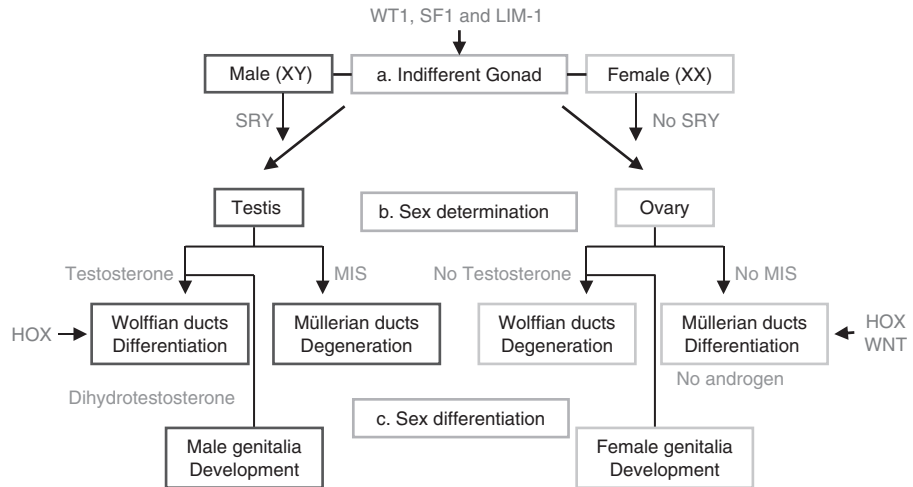 WT1, SF1 and LIM-1
Male (XY)
a. Indifferent Gonad
Female (XX)
SRY
No SRY
Testis
b. Sex determination
Ovary
Testosterone
MIS
No Testosterone
No MIS
HOX
Wolffian ducts
Differentiation
Müllerian ducts
Degeneration
Wolffian ducts
Degeneration
Müllerian ducts
Differentiation
HOX
WNT
Dihydrotestosterone
No androgen
c. Sex differentiation
Male genitalia
Development
Female genitalia
Development